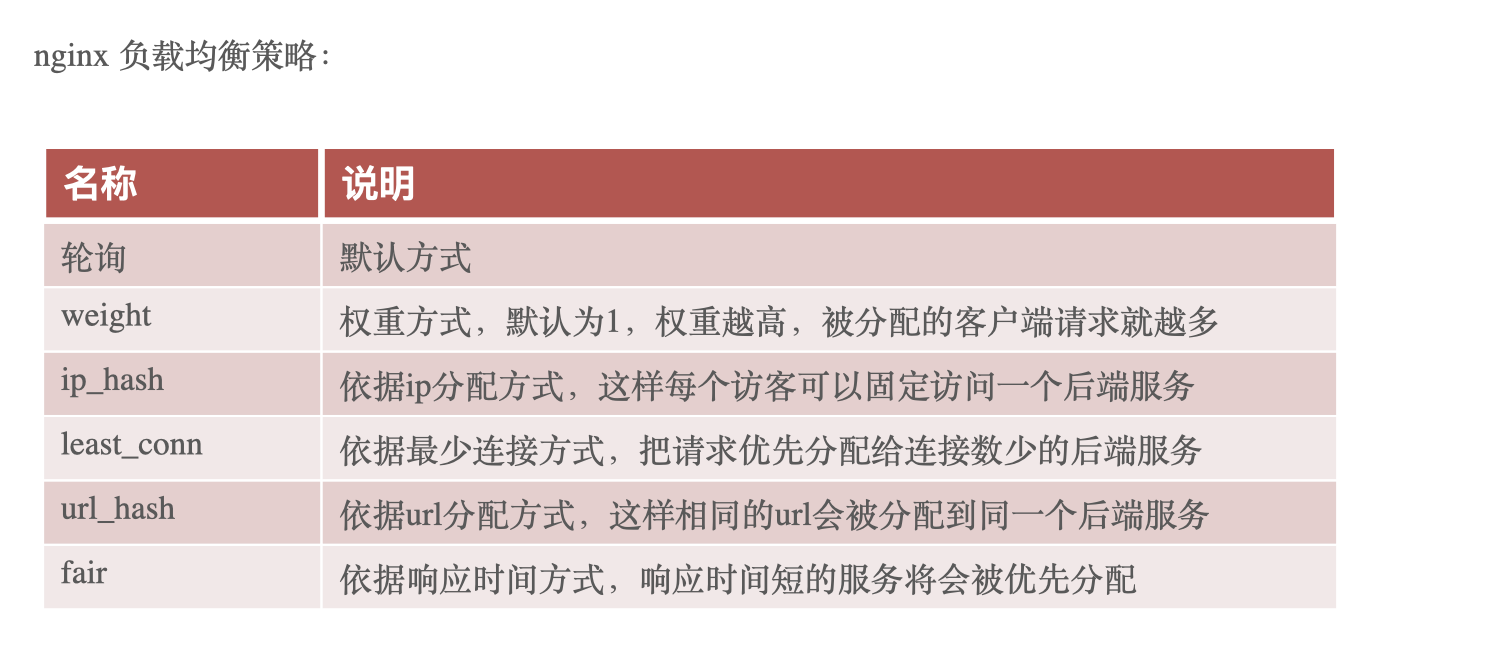 nginx 负载均衡策略：
名称 说明
轮询 默认方式
weight 权重方式，默认为1，权重越高，被分配的客户端请求就越多
ip_hash 依据ip分配方式，这样每个访客可以固定访问一个后端服务
least_conn 依据最少连接方式，把请求优先分配给连接数少的后端服务
url_hash 依据url分配方式，这样相同的url会被分配到同一个后端服务
fair 依据响应时间方式，响应时间短的服务将会被优先分配